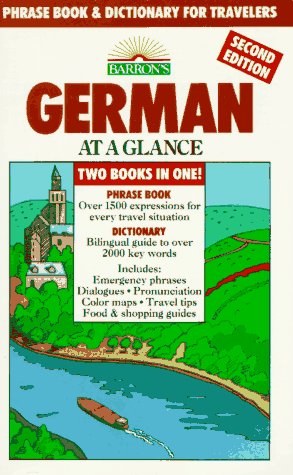 PHRASE BOOK & DICTIONARY FOR TRAVELERS
SECOND
EDITION
BARRON'S
GERMAN
AT A GLANCE
TWO BOOKS IN ONE!
PHRASE BOOK
Over 1500 expressions for
every travel situation
DICTIONARY
Bilingual guide to over
2000 key words
Includes:
Emergency phrases
Dialogues • Pronunciation
Color maps • Travel tips
Food & shopping guides